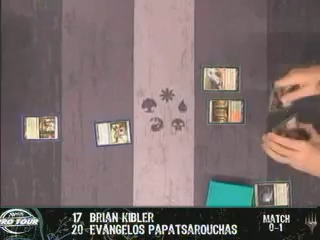 17 BRIAN KIBLER
20 EVANGELOS PAPATSAROUCHAS
MATCH
0-1
PRO TOUR